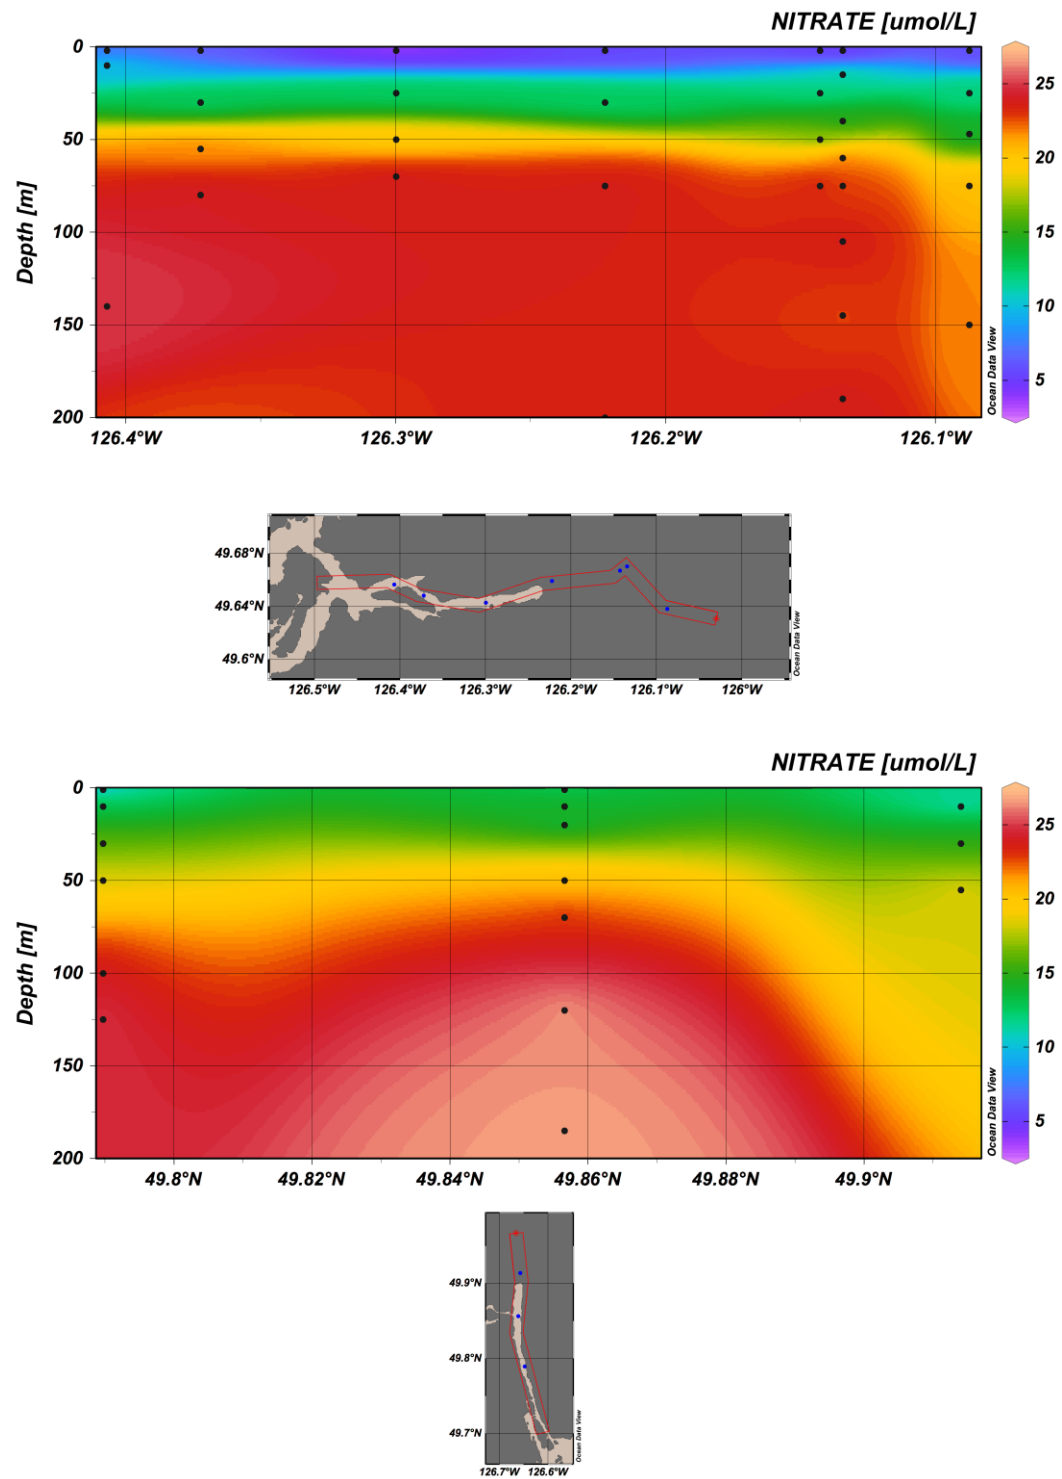 NITRATE [umol/L]
0
50
100
150
200
Depth [m]
126.4°W
126.3°W
126.2°W
126.1°W
25
20
15
10
5
Ocean Data View
49.68°N
49.64°N
49.6°N
126.5°W
126.4°W
126.3°W
126.2°W
126.1°W
126°W
Ocean Data View
NITRATE [umol/L]
0
50
100
150
200
Depth [m]
49.8°N
49.82°N
49.84°N
49.86°N
49.88°N
49.9°N
25
20
15
10
5
Ocean Data View
49.9°N
49.8°N
49.7°N
126.7°W
126.6°W
Ocean Data View